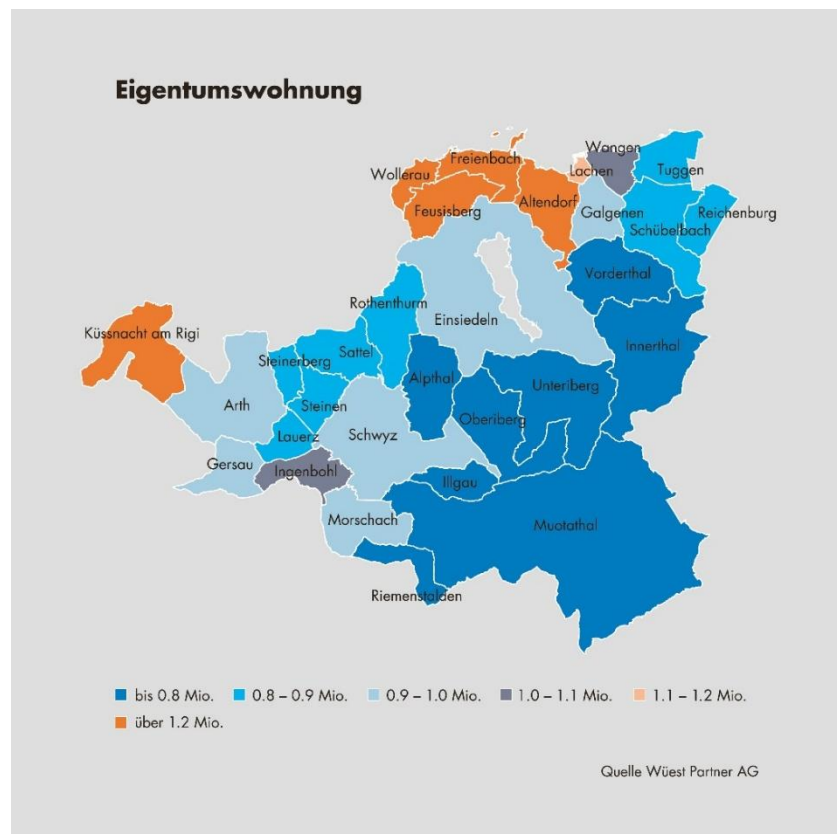 Eigentumswohnung
Wangen
Freienbach
Wollerau
Lachen
Tuggen
Feusisberg
Altendorf
Galgenen
Reichenburg
Schübelbach
Vorderthal
Rothenthurm
Einsiedeln
Küssnacht am Rigi
Innerthal
Steinerberg
Sattel
Alpthal
Unteriberg
Arth
Steinen
Oberiberg
Lauerz
Schwyz
Gersau
Ingenbohl
Illgau
Morschach
Muotathal
Riemenstalden
bis 0.8 Mio. 0.8 – 0.9 Mio. 0.9 – 1.0 Mio. 1.0 – 1.1 Mio. 1.1 – 1.2 Mio.
über 1.2 Mio.
Quelle Wüest Partner AG